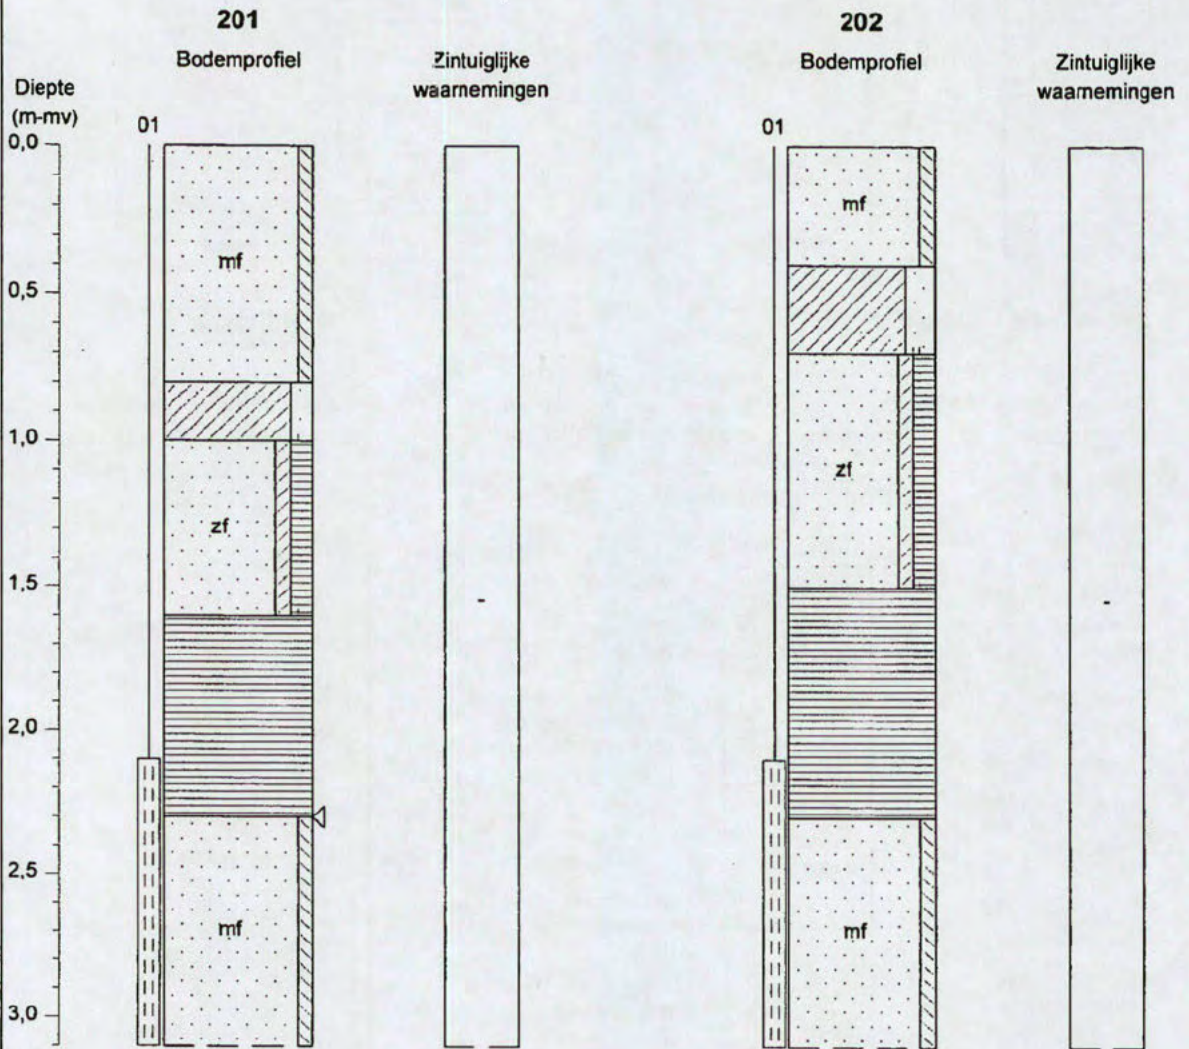 201
202
Bodemprofiel
Zintuiglijke
waarnemingen
Bodemprofiel
Zintuiglijke
waarnemingen
Diepte
(m-mv)
01
01
0,0
mf
mf
0,5
1,0
zf
zf
1,5
-
-
2,0
2,5
mf
mf
3,0